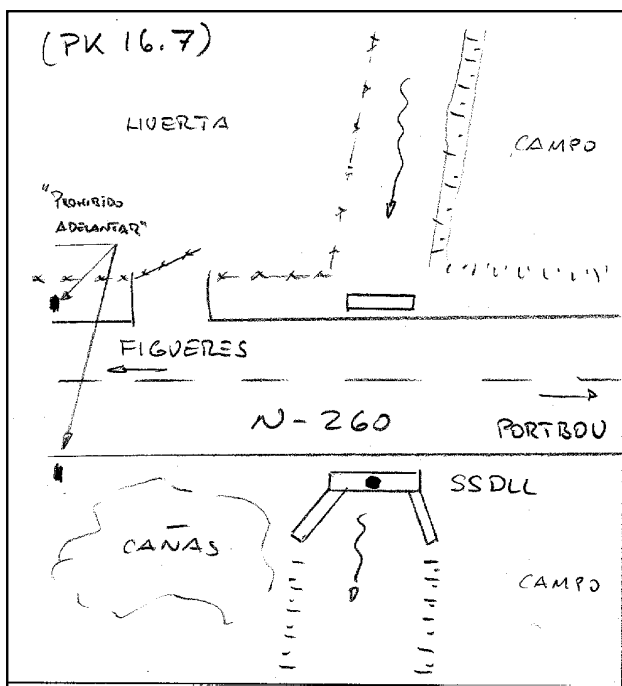 (PK 16.7)
HUERTA
CAMPO
"PROHIBIDO
ADELANTAR"
FIGUERES
N-260
PORTBOU
SSDLL
CAÑAS
CAMPO